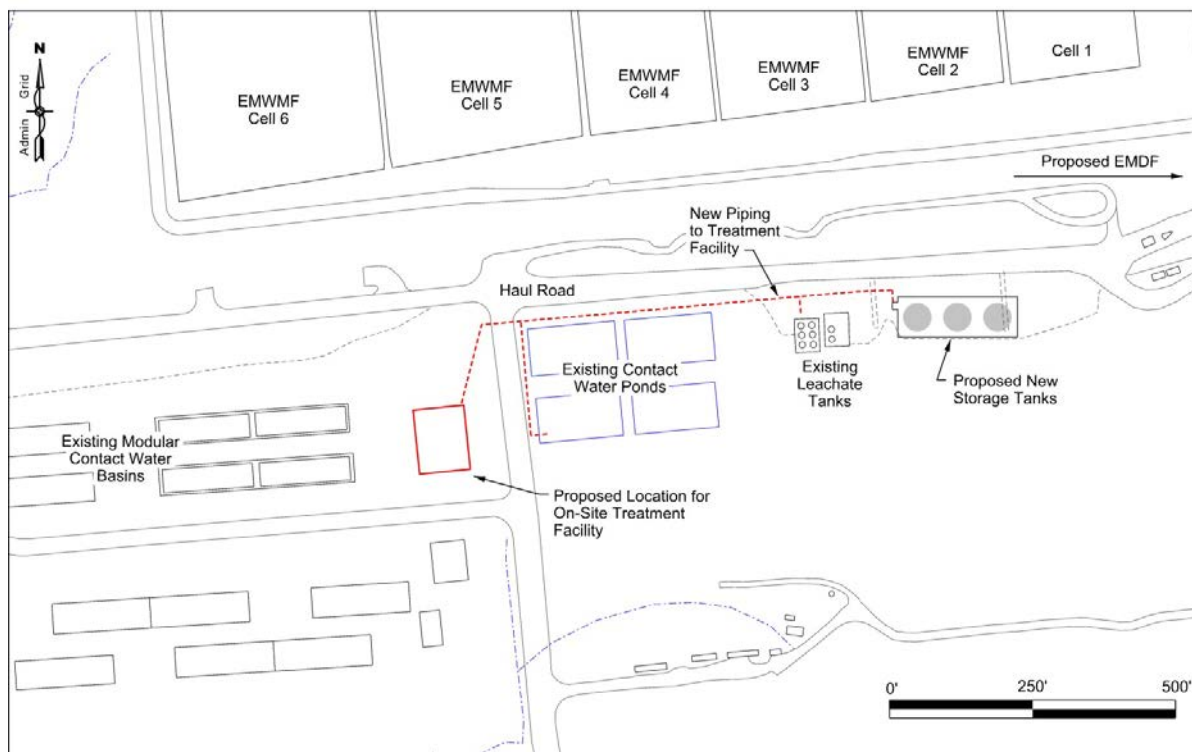 N
Grid
Admin
EMWMF
Cell 6
EMWMF
Cell 5
EMWMF
Cell 4
EMWMF
Cell 3
EMWMF
Cell 2
Cell 1
Proposed EMDF
New Piping
to Treatment
Facility
Haul Road
Existing Contact
Water Ponds
Existing
Leachate
Tanks
Proposed New
Storage Tanks
Existing Modular
Contact Water
Basins
Proposed Location for
On-Site Treatment
Facility
0'
250'
500'